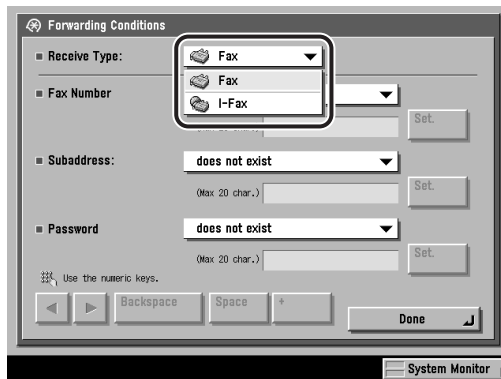 Forwarding Conditions
Receive Type:
Fax
Fax
I-Fax
Fax Number
Set.
Subaddress:
does not exist
(Max 20 char.)
Set.
Password
does not exist
(Max 20 char.)
Set.
Use the numeric keys.
Backspace
Space
+
Done
System Monitor